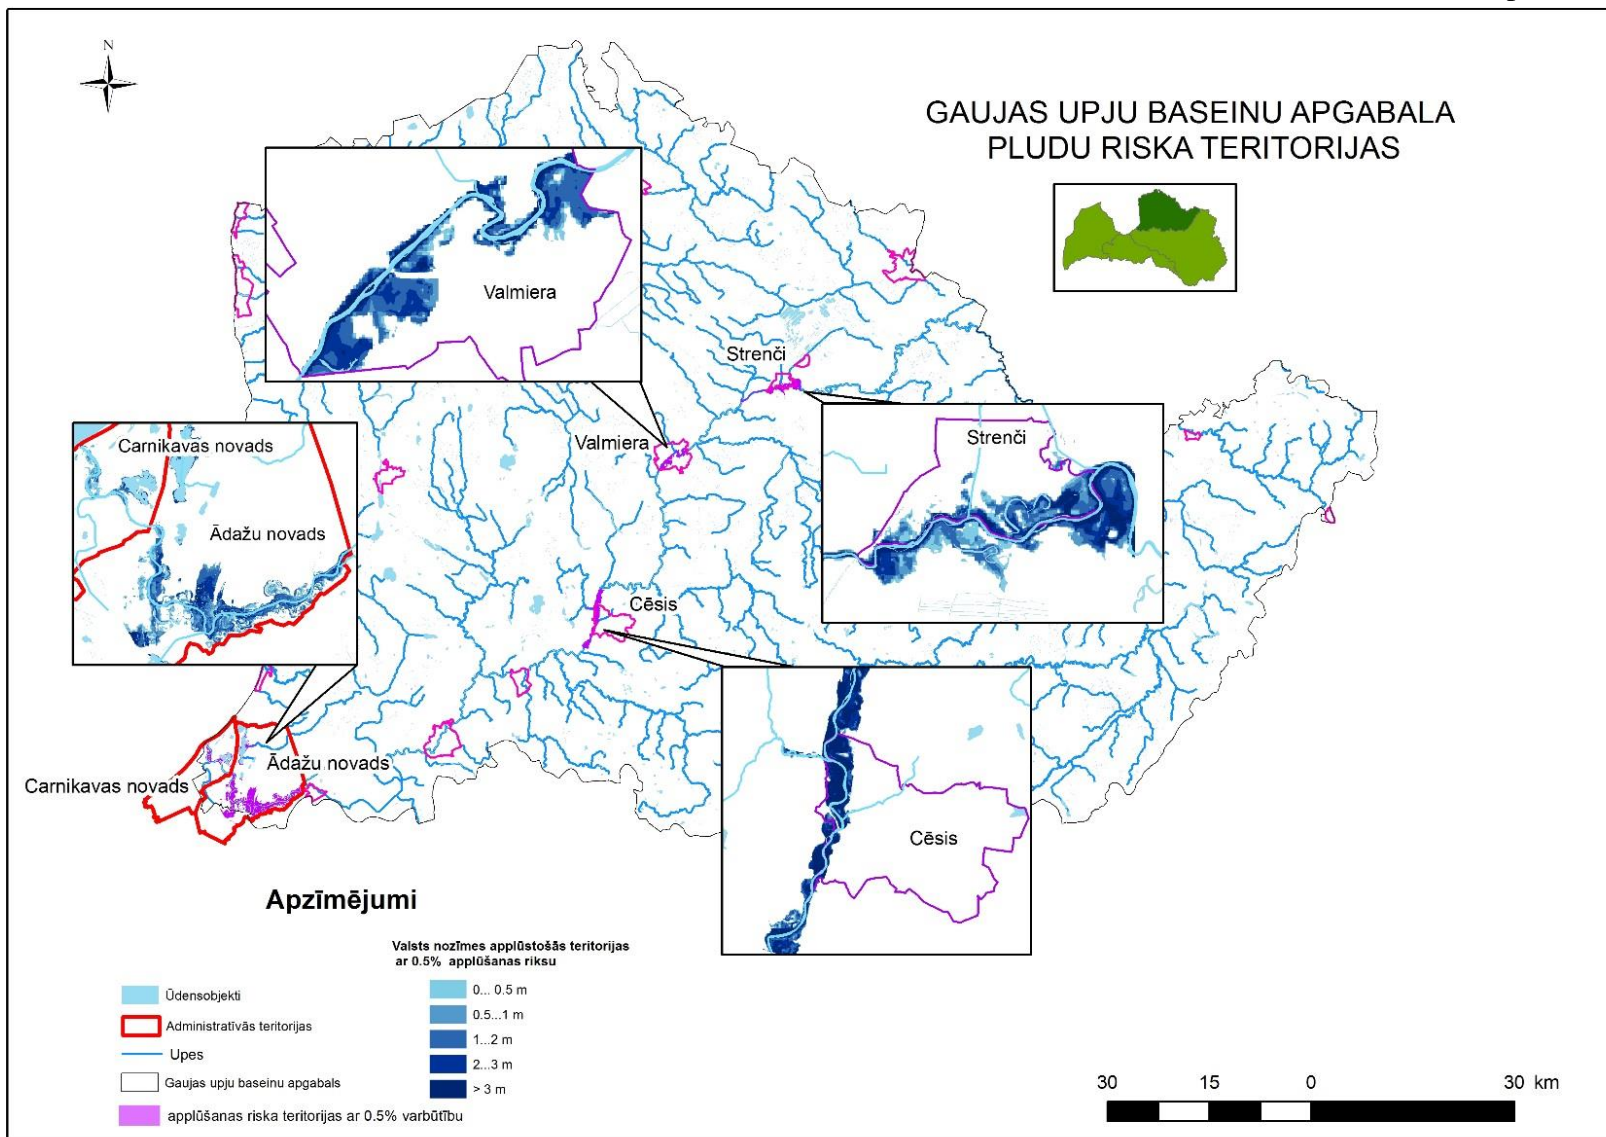 N
GAUJAS UPJU BASEINU APGABALA
PLUDU RISKA TERITORIJAS
Valmiera
Strenči
Valmiera
Strenči
Carnikavas novads
Ādažu novads
Cēsis
Ādažu novads
Carnikavas novads
Cēsis
Apzīmējumi
Valsts nozīmes applūstošās teritorijas
ar 0.5% applūšanas riksu
Ūdensobjekti
Administratīvās teritorijas
Upes
Gaujas upju baseinu apgabals
applūšanas riska teritorijas ar 0.5% varbūtību
0... 0.5 m
0.5...1 m
1...2 m
2...3 m
> 3 m
30 15 0 30 km